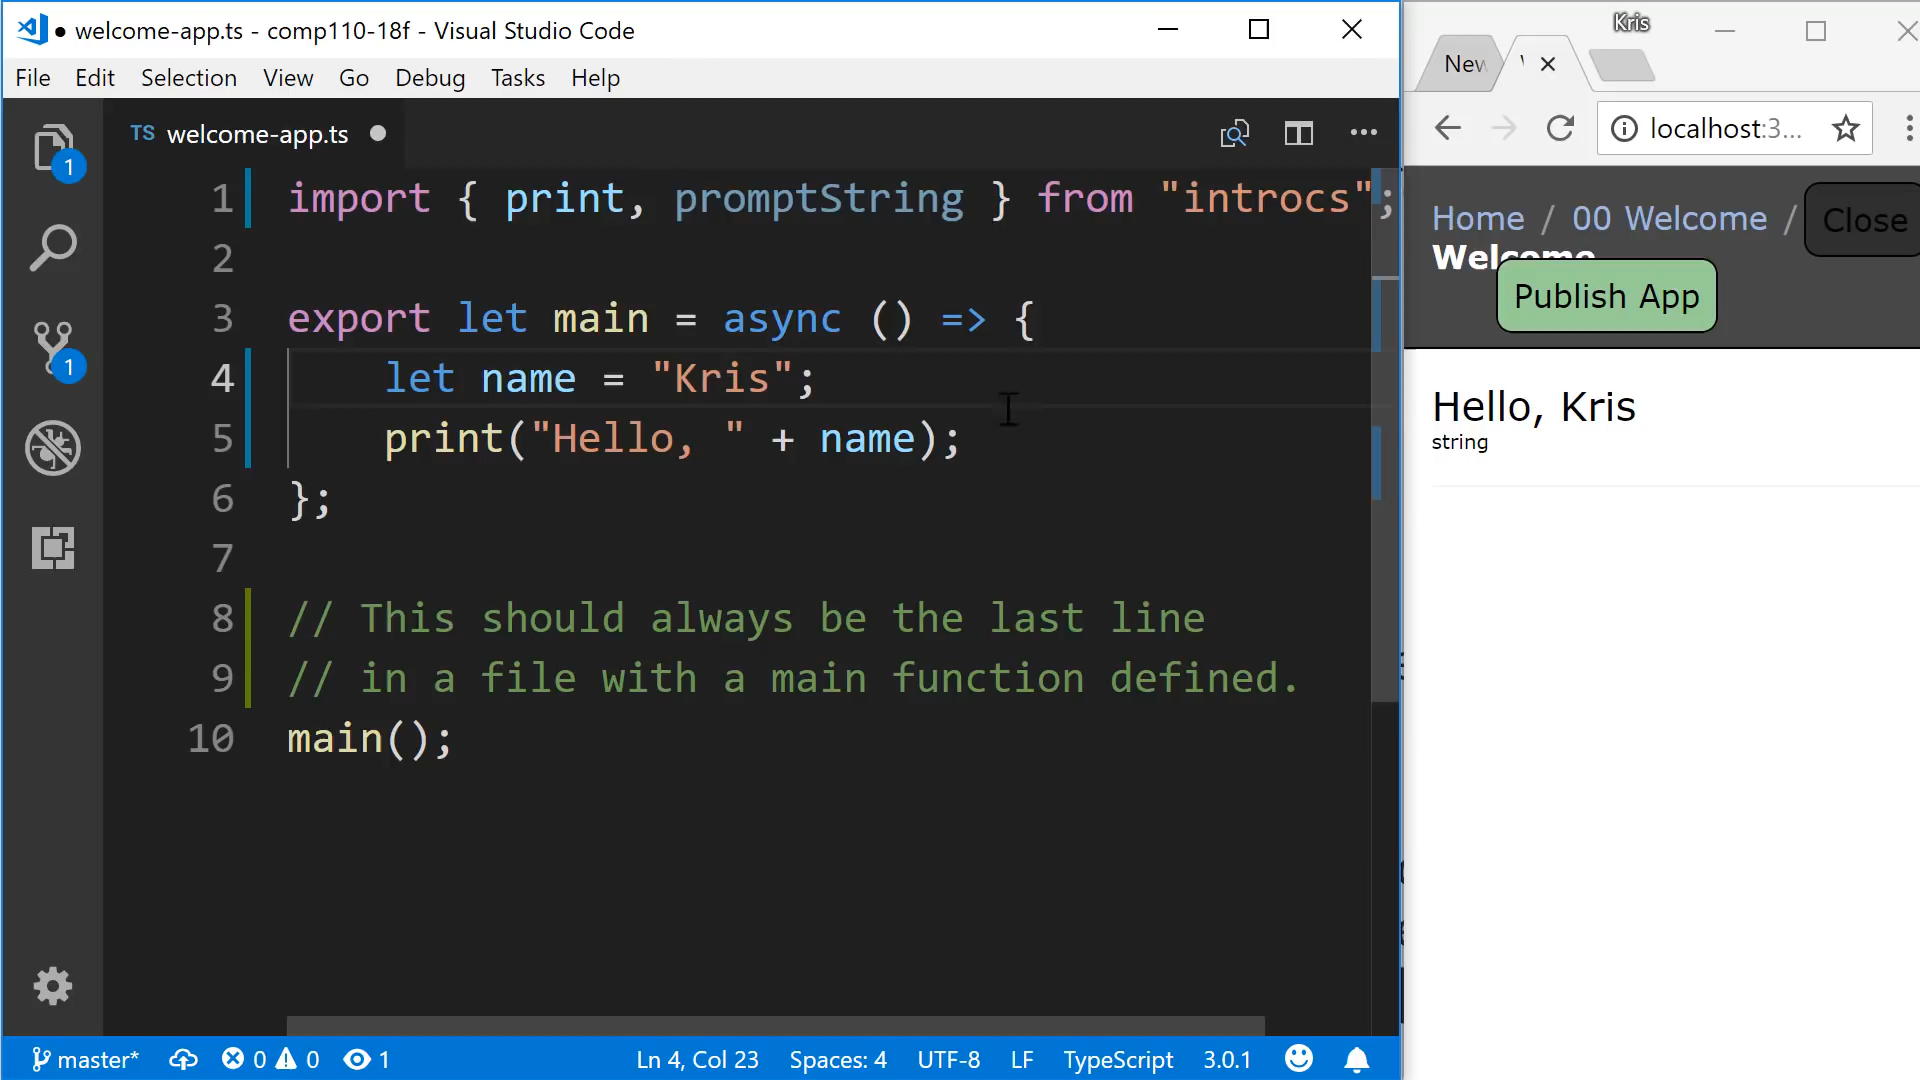 ● welcome-app.ts - comp110-18f - Visual Studio Code
File Edit Selection View Go Debug Tasks Help
TS welcome-app.ts
1 import { print, promptString } from "introcs";
2
3 export let main = async () => {
4 let name = "Kris";
5 print("Hello, " + name);
6 };
7
8 // This should always be the last line
9 // in a file with a main function defined.
10 main();
1
1
master* 0 0 1 Ln 4, Col 23 Spaces: 4 UTF-8 LF TypeScript 3.0.1
Kris
New
localhost:3...
Home / 00 Welcome /
Welcome
Close
Publish App
Hello, Kris
string